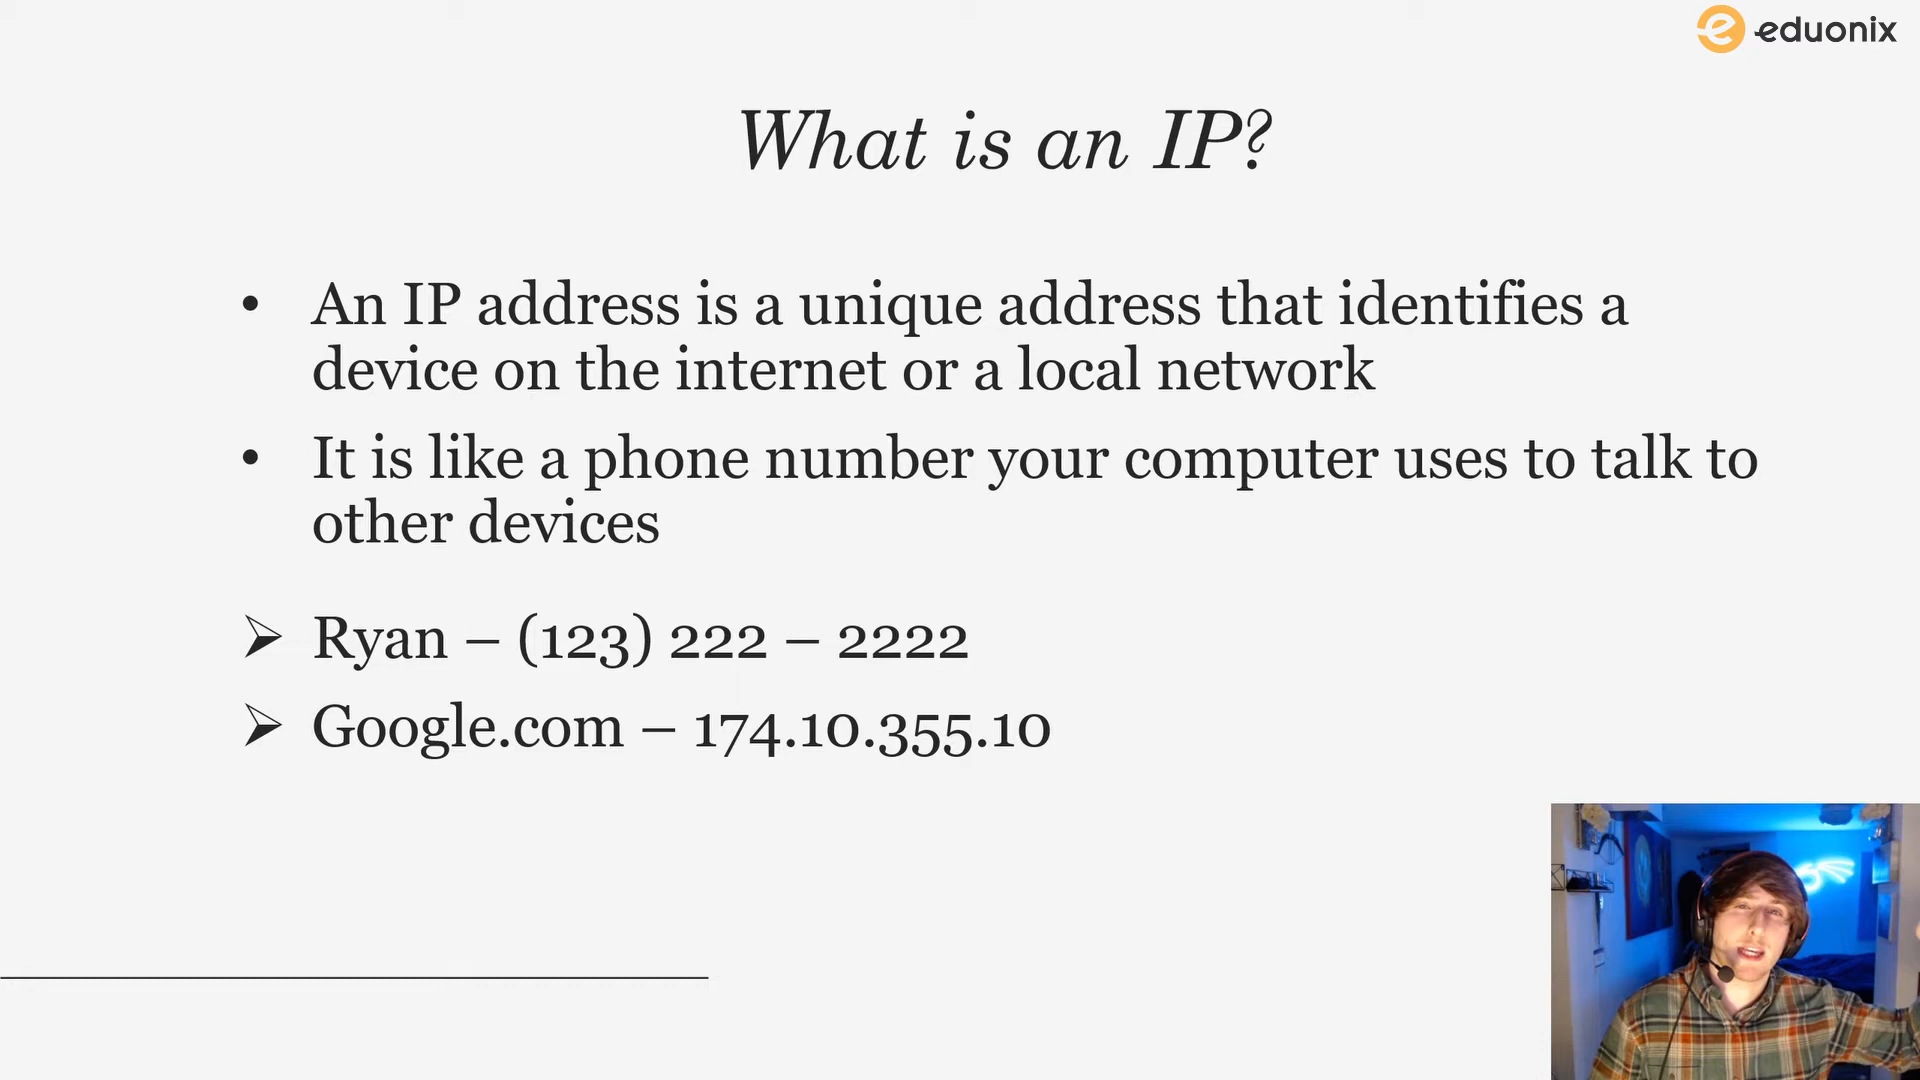 eduonix
What is an IP?
• An IP address is a unique address that identifies a
device on the internet or a local network
• It is like a phone number your computer uses to talk to
other devices
➢ Ryan – (123) 222 – 2222
➢ Google.com – 174.10.355.10